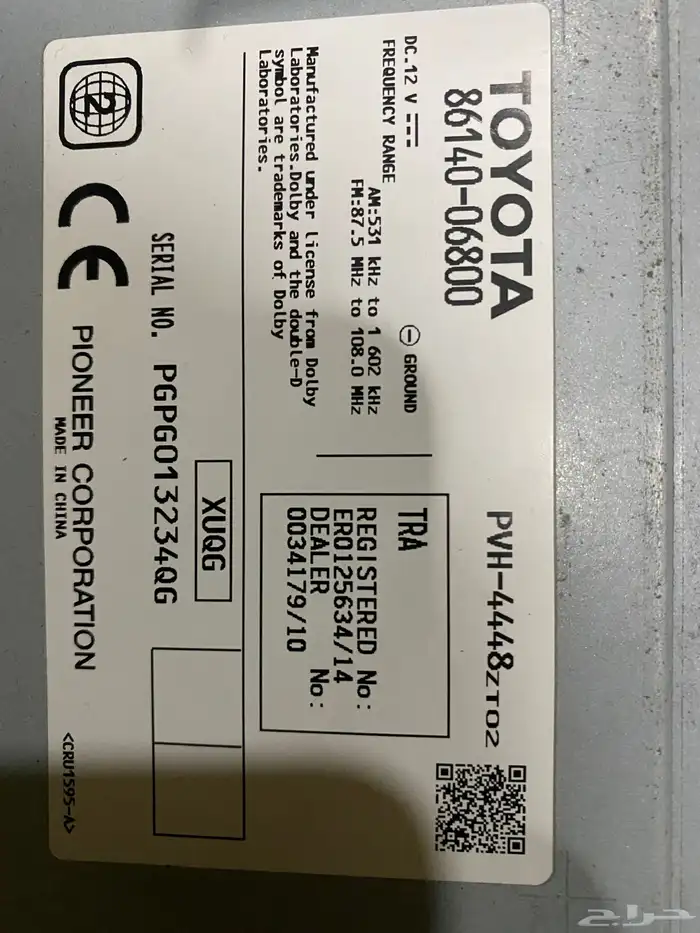 TOYOTA
86140-06800
PVH-4448ZT02
DC.12 V
GROUND
FREQUENCY RANGE
AM:531 kHz to 1 602 kHz
FM:87.5 MHz to 108.0 MHz
TRA
REGISTERED No:
ER0125634/14
DEALER No:
0034179/10
Manufactured under license from Dolby
Laboratories.Dolby and the double-D
symbol are trademarks of Dolby
Laboratories.
XUQG
SERIAL NO. PGPG013234QG
2
CE
PIONEER CORPORATION
MADE IN CHINA
<CRU1595-A>
حراج